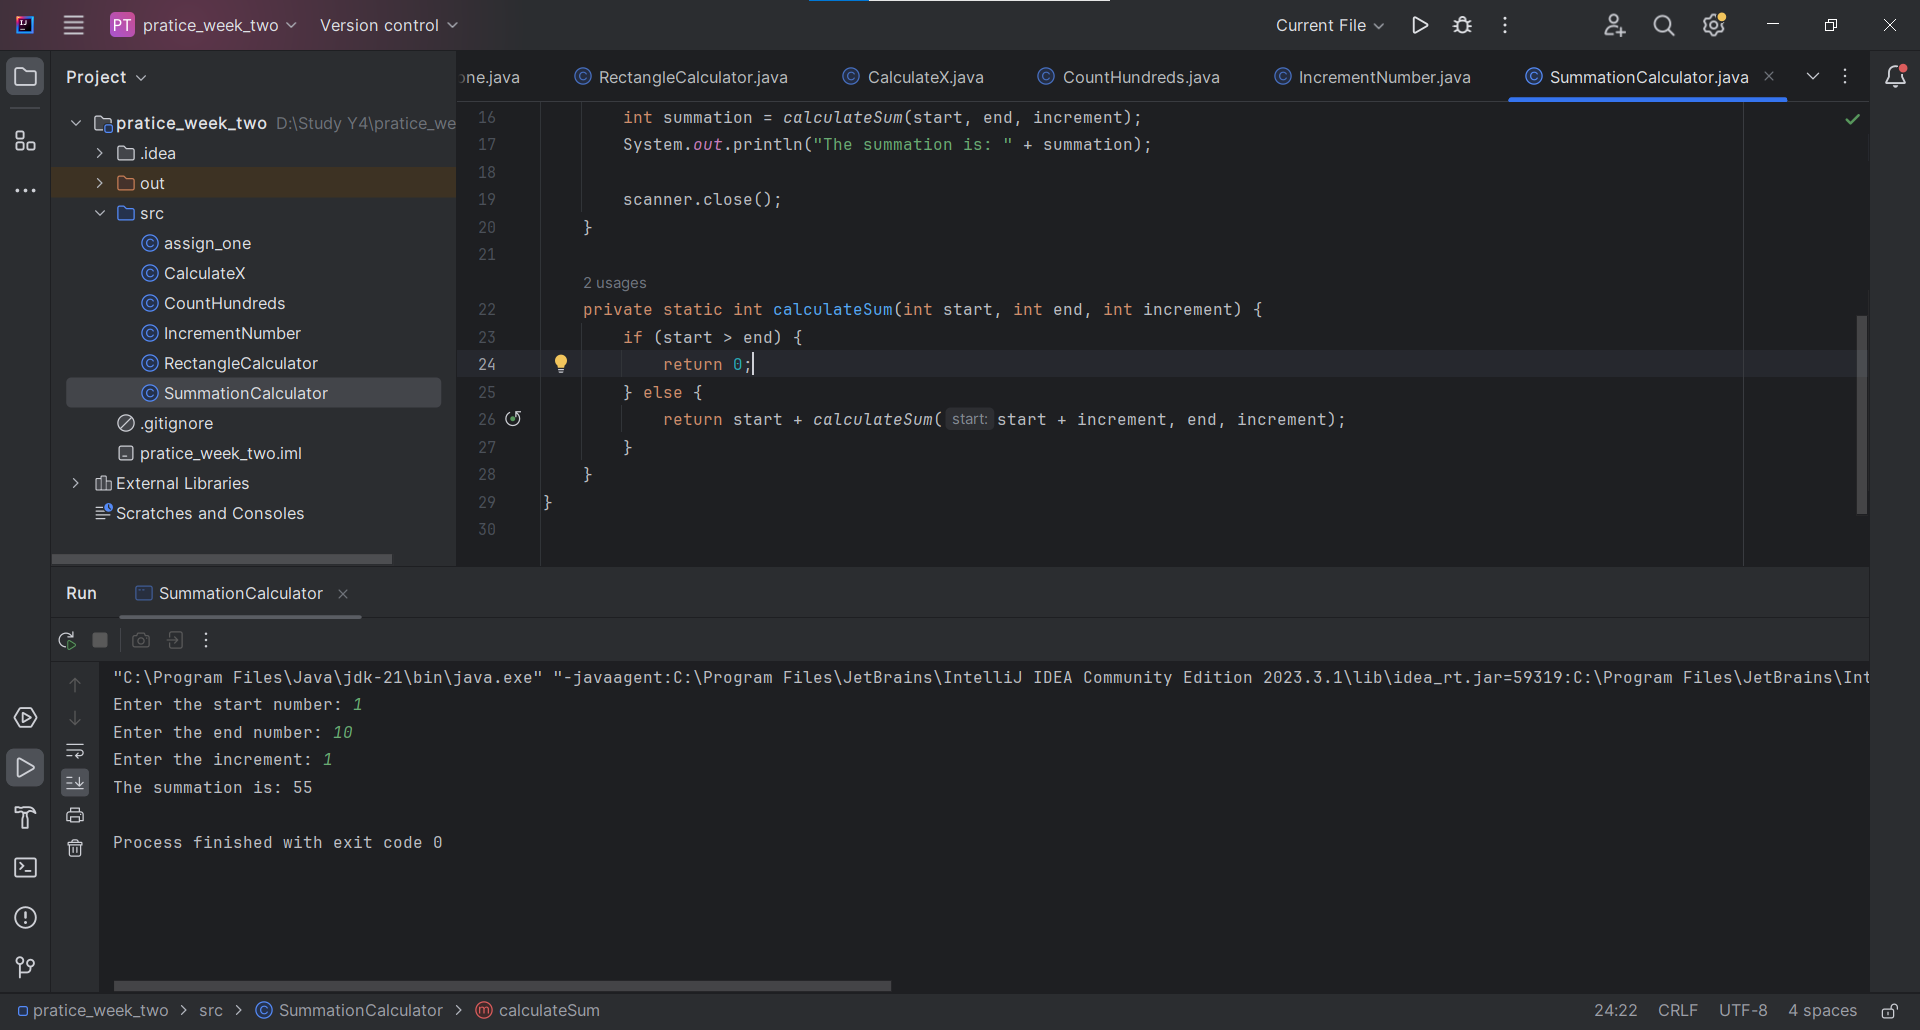 PT pratice_week_two Version control Current File
Project
one.java RectangleCalculator.java CalculateX.java CountHundreds.java IncrementNumber.java SummationCalculator.java
pratice_week_two D:\Study Y4\pratice_we
.idea
out
src
assign_one
CalculateX
CountHundreds
IncrementNumber
RectangleCalculator
SummationCalculator
.gitignore
pratice_week_two.iml
External Libraries
Scratches and Consoles
16 int summation = calculateSum(start, end, increment);
17 System.out.println("The summation is: " + summation);
18
19 scanner.close();
20 }
21
2 usages
22 private static int calculateSum(int start, int end, int increment) {
23 if (start > end) {
24 return 0;
25 } else {
26 return start + calculateSum( start: start + increment, end, increment);
27 }
28 }
29 }
30
Run SummationCalculator
"C:\Program Files\Java\jdk-21\bin\java.exe" "-javaagent:C:\Program Files\JetBrains\IntelliJ IDEA Community Edition 2023.3.1\lib\idea_rt.jar=59319:C:\Program Files\JetBrains\Int
Enter the start number: 1
Enter the end number: 10
Enter the increment: 1
The summation is: 55
Process finished with exit code 0
pratice_week_two > src > SummationCalculator > calculateSum 24:22 CRLF UTF-8 4 spaces